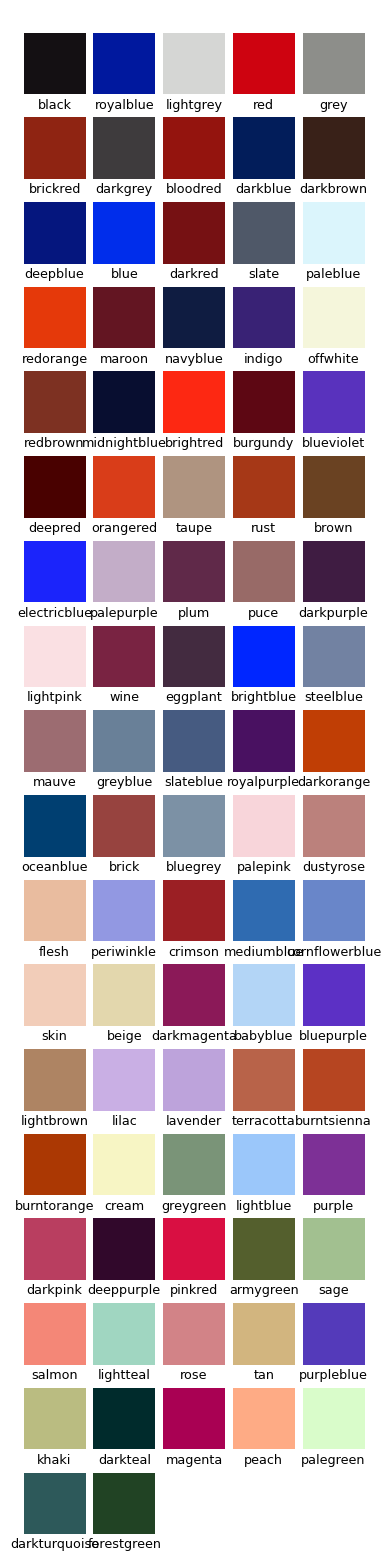 black royalblue lightgrey red grey
brickred darkgrey bloodred darkblue darkbrown
deepblue blue darkred slate paleblue
redorange maroon navyblue indigo offwhite
redbrown midnightblue brightred burgundy blueviolet
deepred orangered taupe rust brown
electricblue palepurple plum puce darkpurple
lightpink wine eggplant brightblue steelblue
mauve greyblue slateblue royalpurple darkorange
oceanblue brick bluegrey palepink dustyrose
flesh periwinkle crimson mediumblue cornflowerblue
skin beige darkmagenta babyblue bluepurple
lightbrown lilac lavender terracotta burntsienna
burntorange cream greygreen lightblue purple
darkpink deeppurple pinkred armygreen sage
salmon lightteal rose tan purpleblue
khaki darkteal magenta peach palegreen
darkturquoise forestgreen